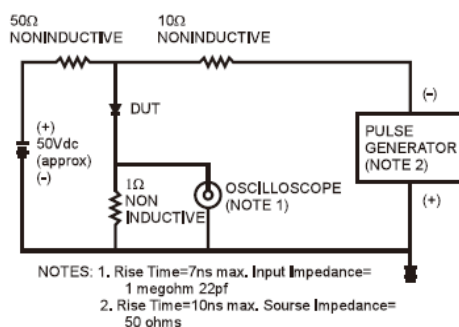 50Ω
NONINDUCTIVE
10Ω
NONINDUCTIVE
(-)
DUT
(+)
50Vdc
(approx)
(-)
PULSE
GENERATOR
(NOTE 2)
1Ω
NON
INDUCTIVE
OSCILLOSCOPE
(NOTE 1)
(+)
NOTES: 1. Rise Time=7ns max. Input Impedance=
1 megohm 22pf
2. Rise Time=10ns max. Sourse Impedance=
50 ohms